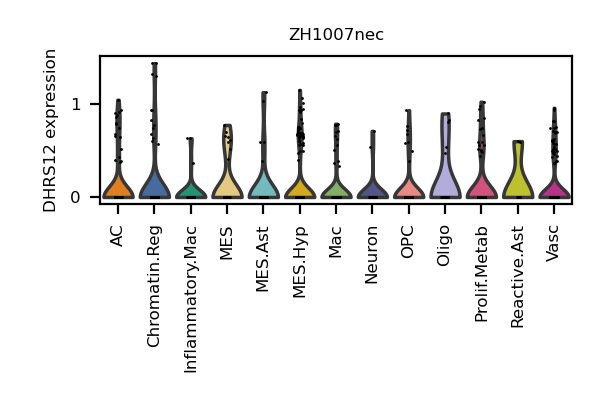 ZH1007nec
DHRS12 expression
1
0
AC
Chromatin.Reg
Inflammatory.Mac
MES
MES.Ast
MES.Hyp
Mac
Neuron
OPC
Oligo
Prolif.Metab
Reactive.Ast
Vasc